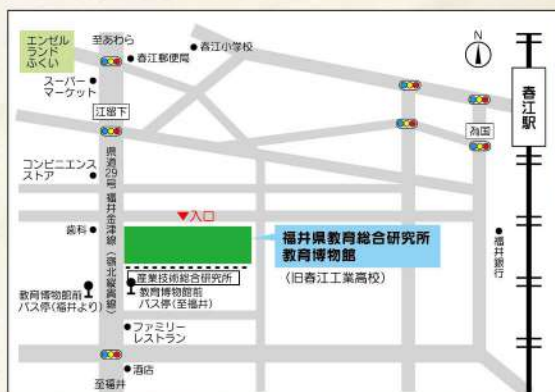 エンゼル
ランド
ふくい
至あわら
春江郵便局
春江小学校
N
スーパー
マーケット
江留下
春江駅
為国
県道29号 福井金津線(嶺北縦貫線)
コンビニエンス
ストア
▼入口
歯科
福井県教育総合研究所
教育博物館
(旧春江工業高校)
福井銀行
産業技術総合研究所
教育博物館前
バス停(福井より)
教育博物館前
バス停(至福井)
ファミリー
レストラン
酒店
至福井